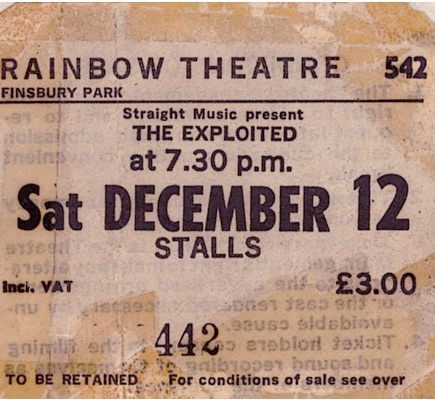 RAINBOW THEATRE 542
FINSBURY PARK
Straight Music present
THE EXPLOITED
at 7.30 p.m.
Sat DECEMBER 12
STALLS
Incl. VAT £3.00
442
TO BE RETAINED For conditions of sale see over